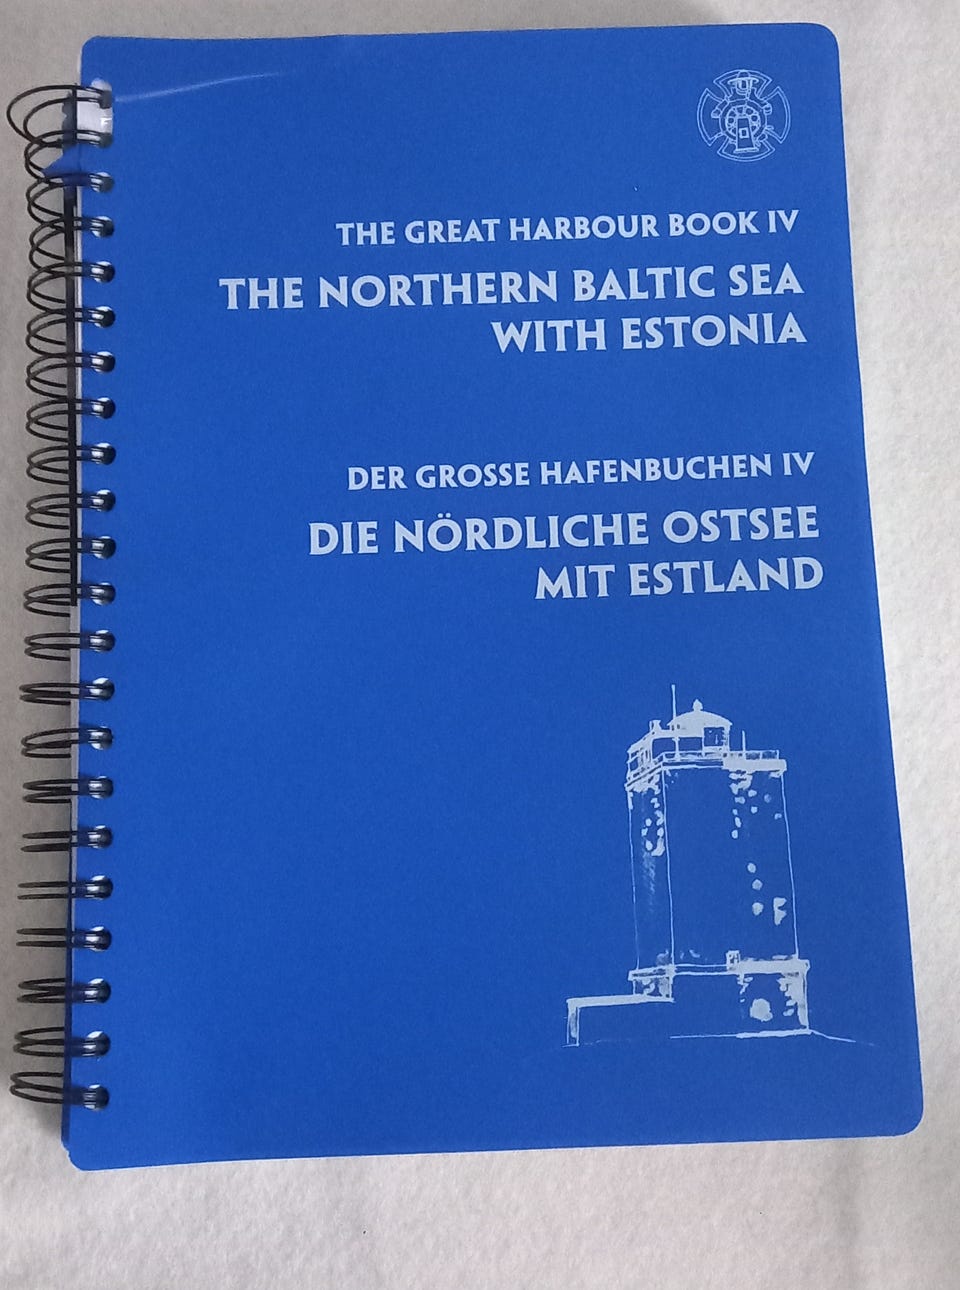 THE GREAT HARBOUR BOOK IV
THE NORTHERN BALTIC SEA
WITH ESTONIA
DER GROSSE HAFENBUCHEN IV
DIE NÖRDLICHE OSTSEE
MIT ESTLAND